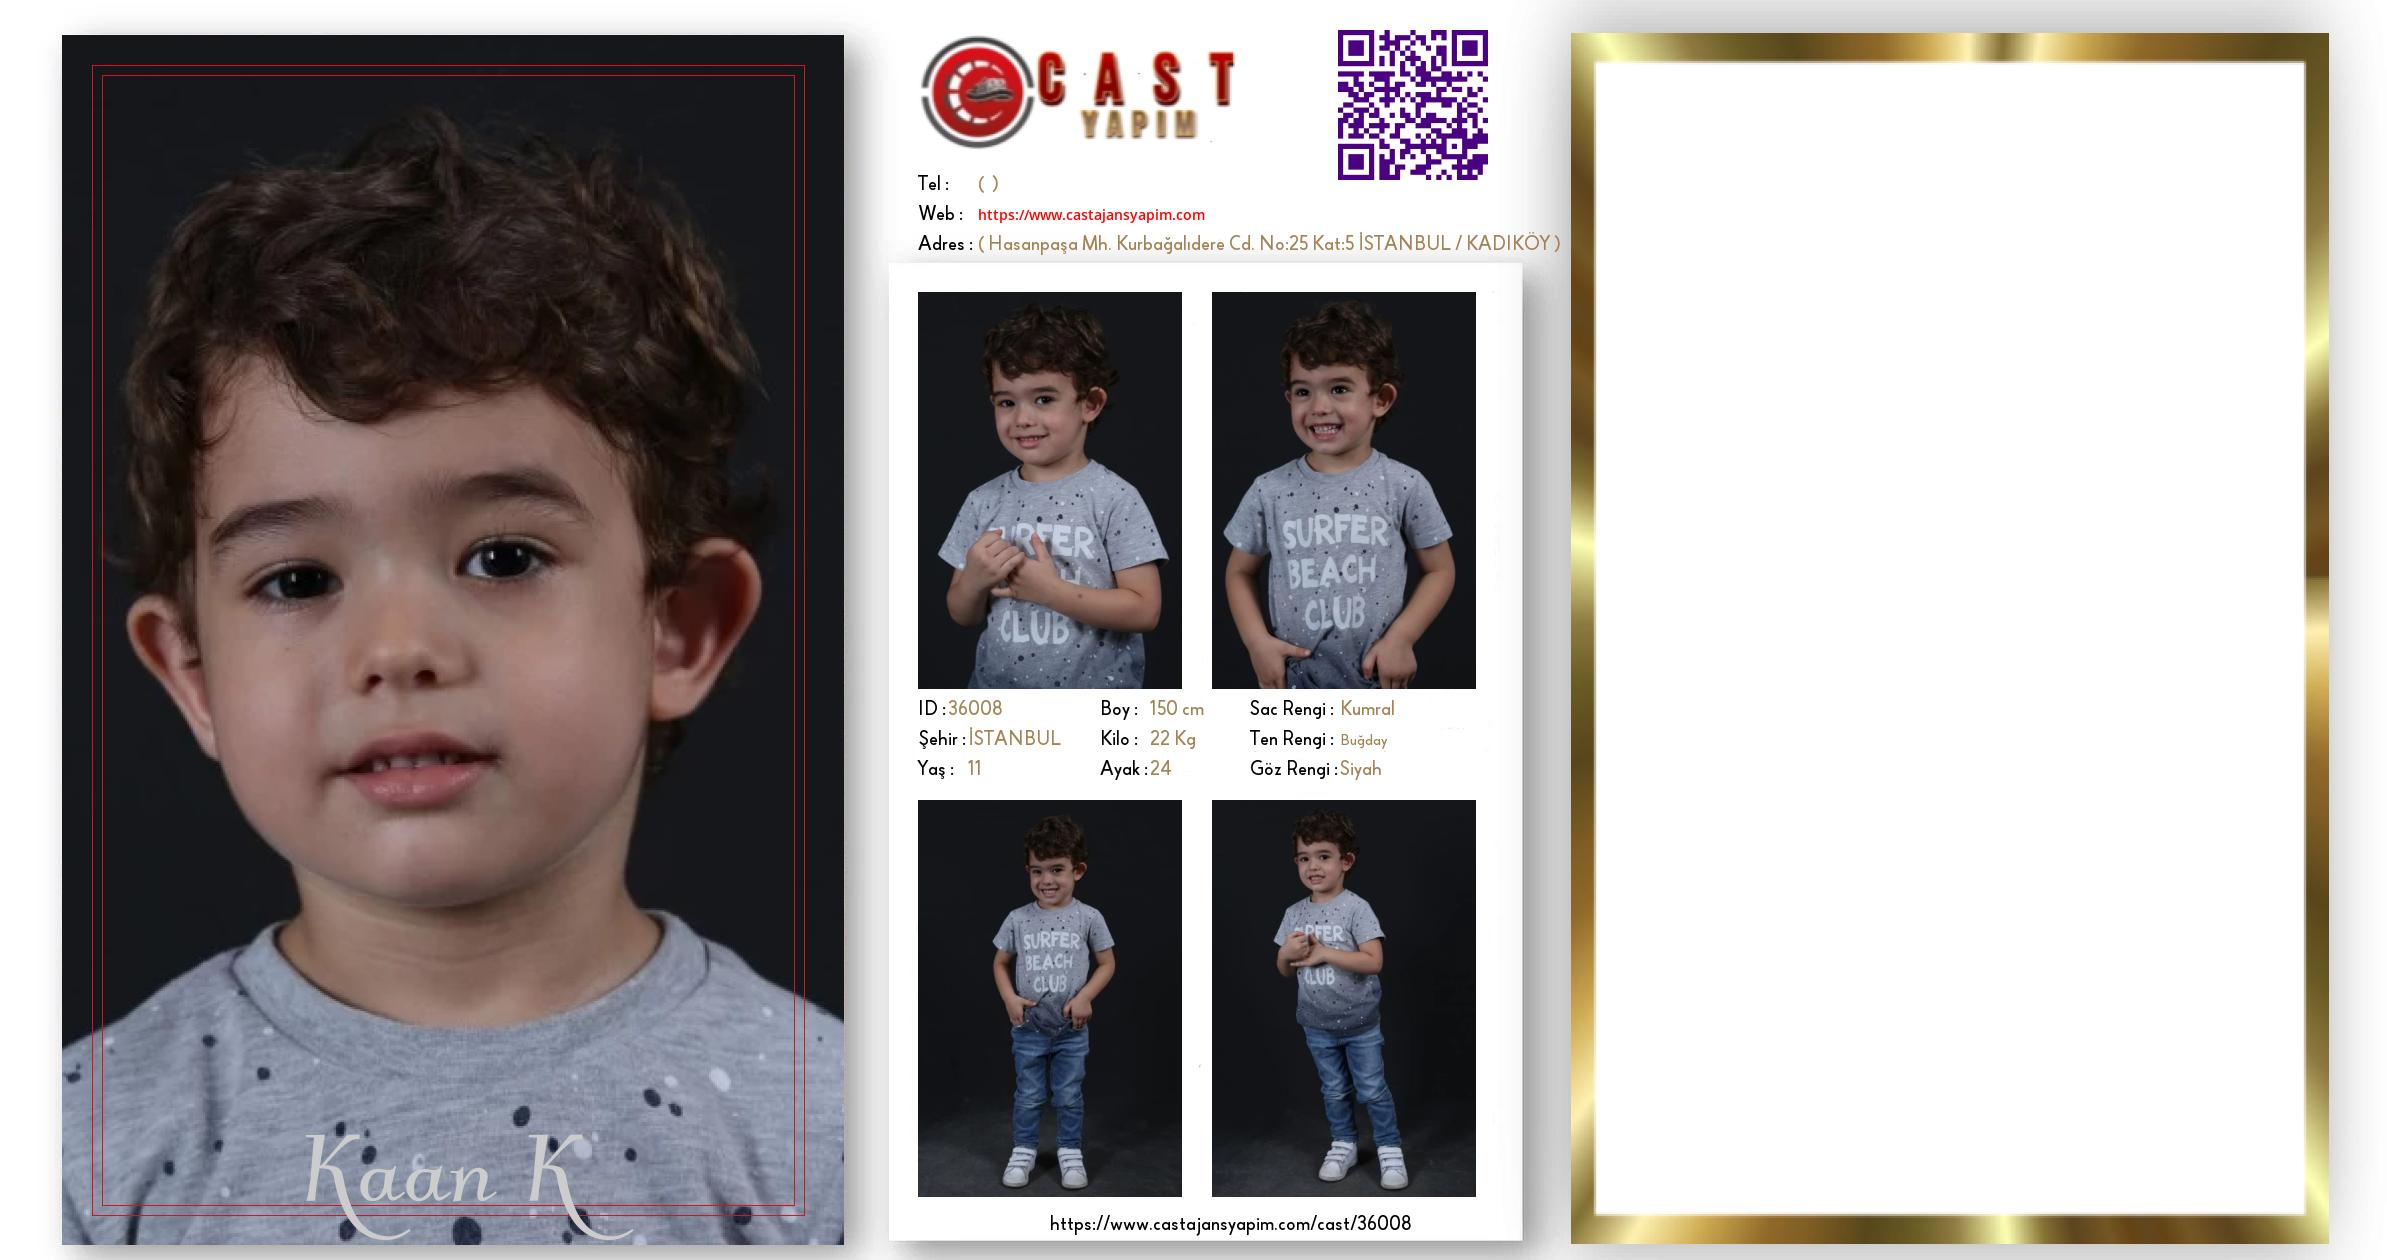 Kaan K
CAST
YAPIM
Tel : ( )
Web : https://www.castajansyapim.com
Adres : ( Hasanpaşa Mh. Kurbağalıdere Cd. No:25 Kat:5 İSTANBUL / KADIKÖY )
SURFER
CLUB
SURFER
BEACH
CLUB
ID : 36008 Boy : 150 cm Sac Rengi : Kumral
Şehir : İSTANBUL Kilo : 22 Kg Ten Rengi : Buğday
Yaş : 11 Ayak : 24 Göz Rengi : Siyah
SURFER
BEACH
CLUB
SURFER
CLUB
https://www.castajansyapim.com/cast/36008